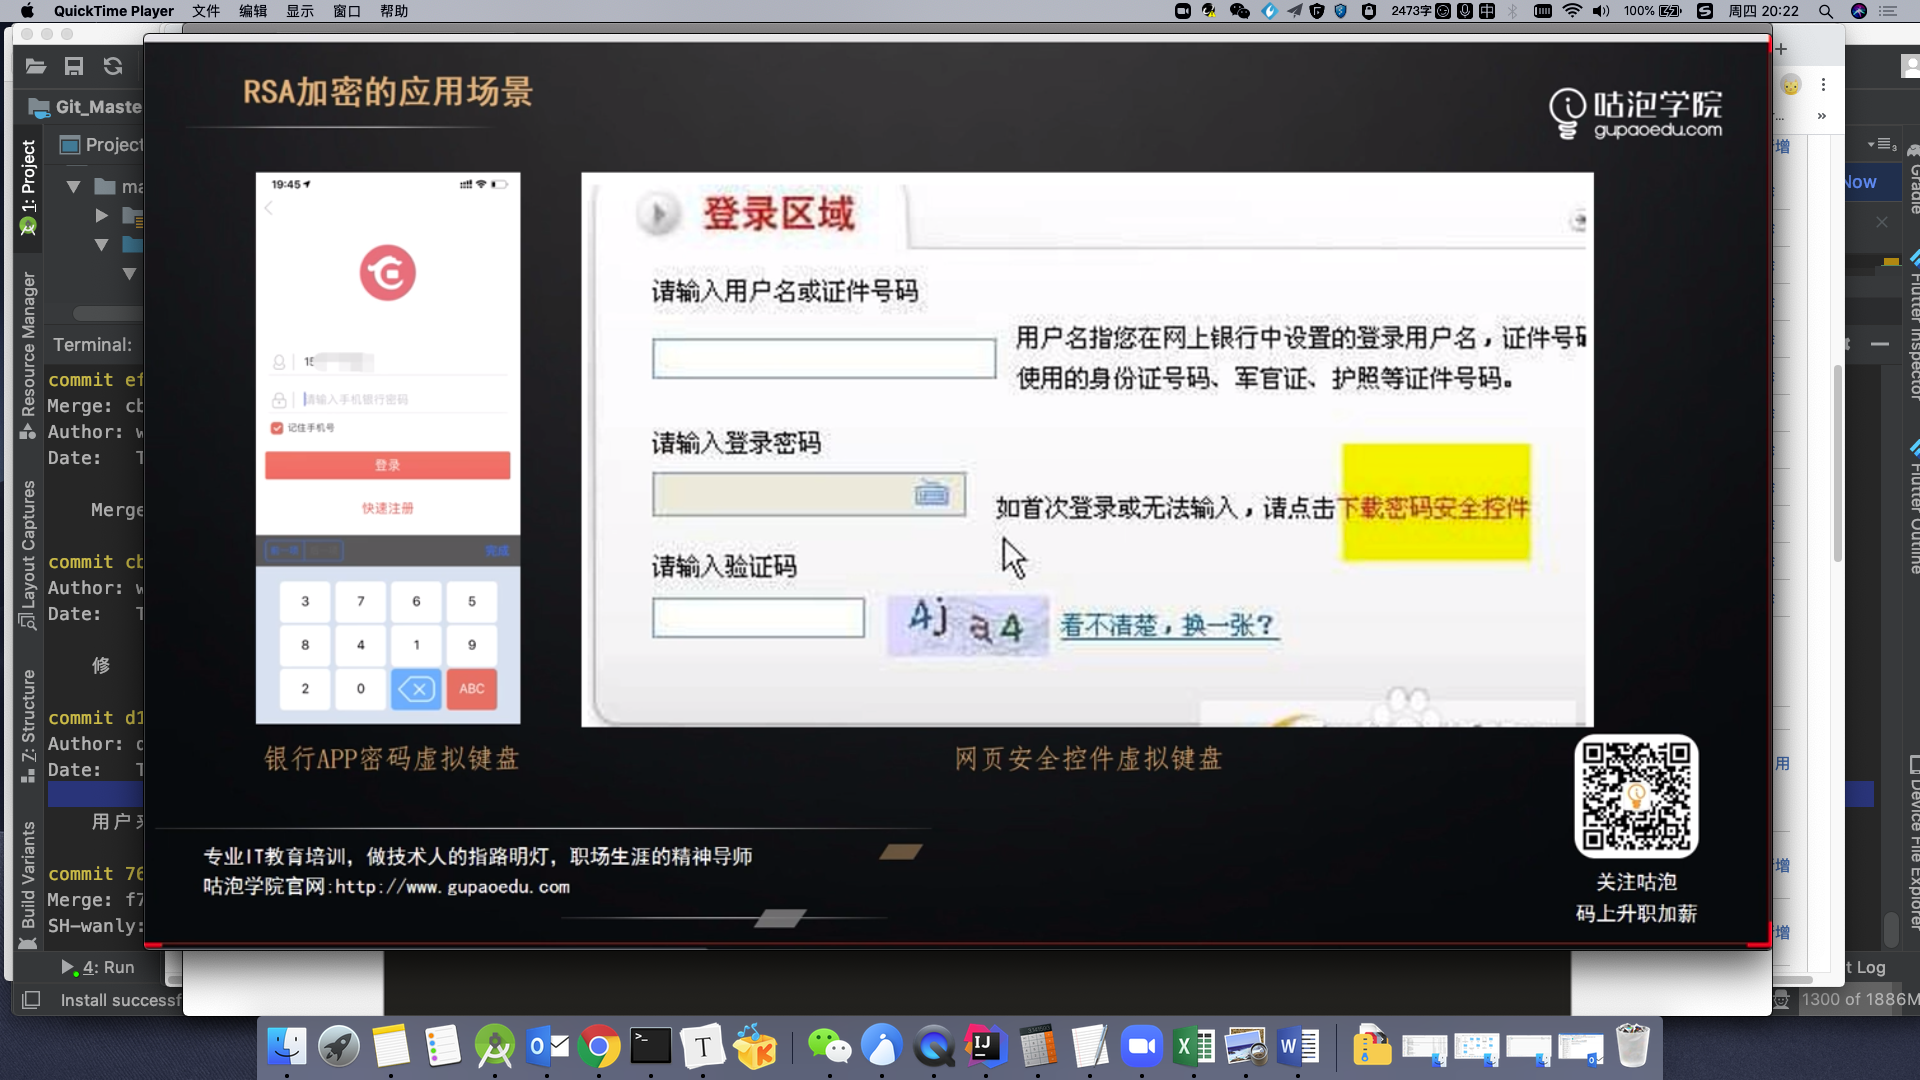 QuickTime Player 文件 编辑 显示 窗口 帮助
2473字 中 100% 周四 20:22
Git_Maste
Project
ma
1: Project
Resource Manager
Layout Captures
Z: Structure
Build Variants
Terminal:
commit ef
Merge: cb
Author: w
Date: T
Merge
commit cb
Author: w
Date: T
修
commit d1
Author: c
Date: T
用户
commit 76
Merge: f7
SH-wanly:
4: Run
Install successf
RSA加密的应用场景
咕泡学院
gupaoedu.com
19:45
15
请输入手机银行密码
记住手机号
登录
快速注册
完成
3 7 6 5
8 4 1 9
2 0 ABC
银行APP密码虚拟键盘
登录区域
请输入用户名或证件号码
用户名指您在网上银行中设置的登录用户名，证件号码
使用的身份证号码、军官证、护照等证件号码。
请输入登录密码
如首次登录或无法输入，请点击下载密码安全控件
请输入验证码
4j a4
看不清楚，换一张？
网页安全控件虚拟键盘
专业IT教育培训，做技术人的指路明灯，职场生涯的精神导师
咕泡学院官网:http://www.gupaoedu.com
关注咕泡
码上升职加薪
增
Now
用
增
增
Gradle
Flutter Inspector
Flutter Outline
Device File Explorer
t Log
1300 of 1886M